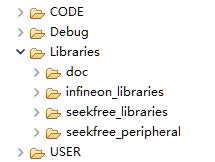 CODE
Debug
Libraries
doc
infineon_libraries
seekfree_libraries
seekfree_peripheral
USER